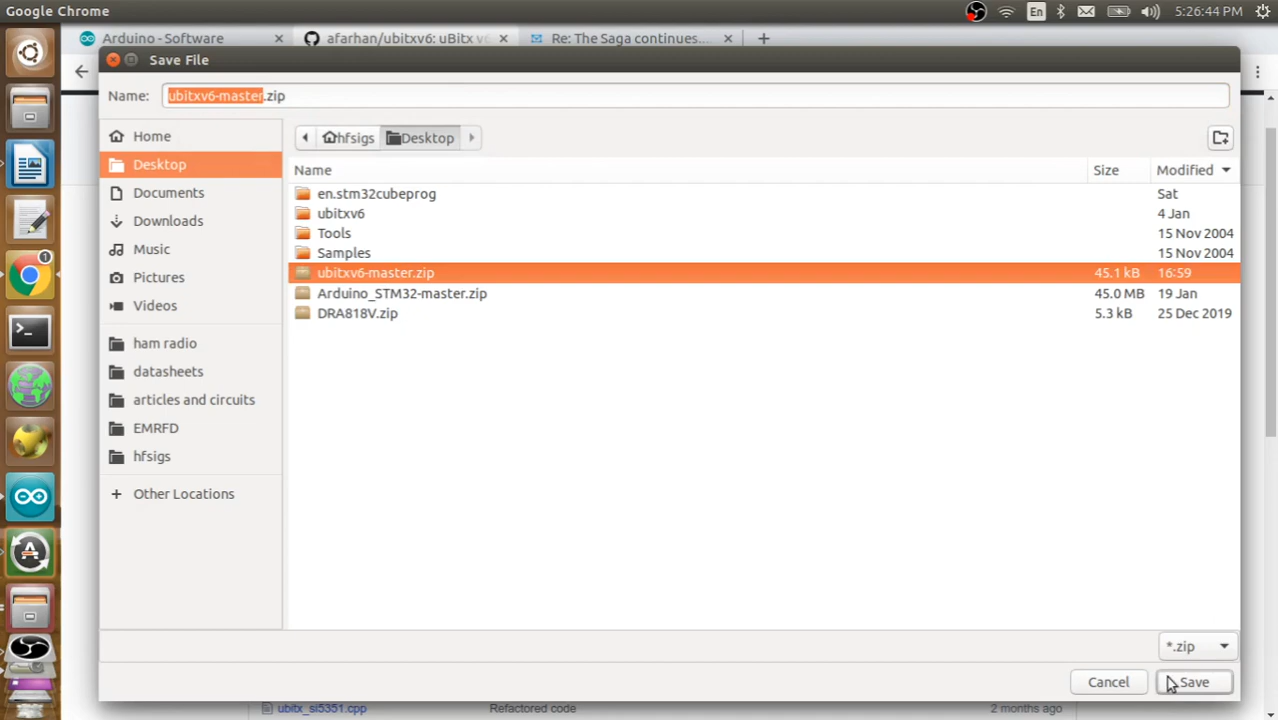 Google Chrome
En
5:26:44 PM
Arduino - Software
afarhan/ubitxv6: uBitx v6
Re: The Saga continues...
Save File
Name: ubitxv6-master.zip
Home
Desktop
Documents
Downloads
Music
Pictures
Videos
ham radio
datasheets
articles and circuits
EMRFD
hfsigs
Other Locations
hfsigs Desktop
Name Size Modified
en.stm32cubeprog Sat
ubitxv6 4 Jan
Tools 15 Nov 2004
Samples 15 Nov 2004
ubitxv6-master.zip 45.1 kB 16:59
Arduino_STM32-master.zip 45.0 MB 19 Jan
DRA818V.zip 5.3 kB 25 Dec 2019
*.zip
Cancel Save
ubitx_si5351.cpp Refactored code 2 months ago
1